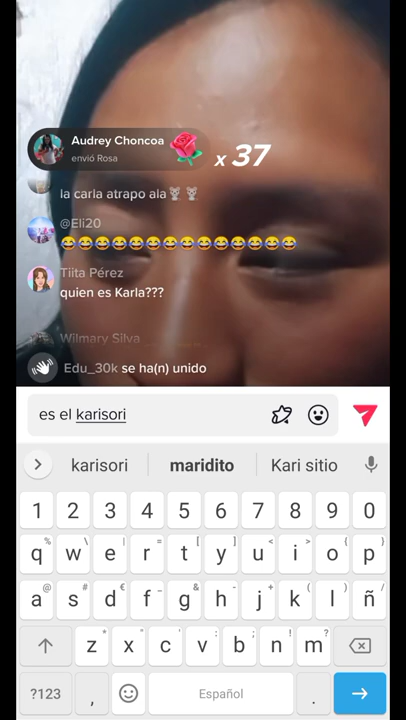 Audrey Choncoa
envió Rosa
x 37
la carla atrapo ala
@Eli20
Tiita Pérez
quien es Karla???
Wilmary Silva
Edu_30k se ha(n) unido
es el karisori
karisori maridito Kari sitio
1 2 3 4 5 6 7 8 9 0
q w e r t y u i o p
a s d f g h j k l ñ
z x c v b n m
?123 , Español .